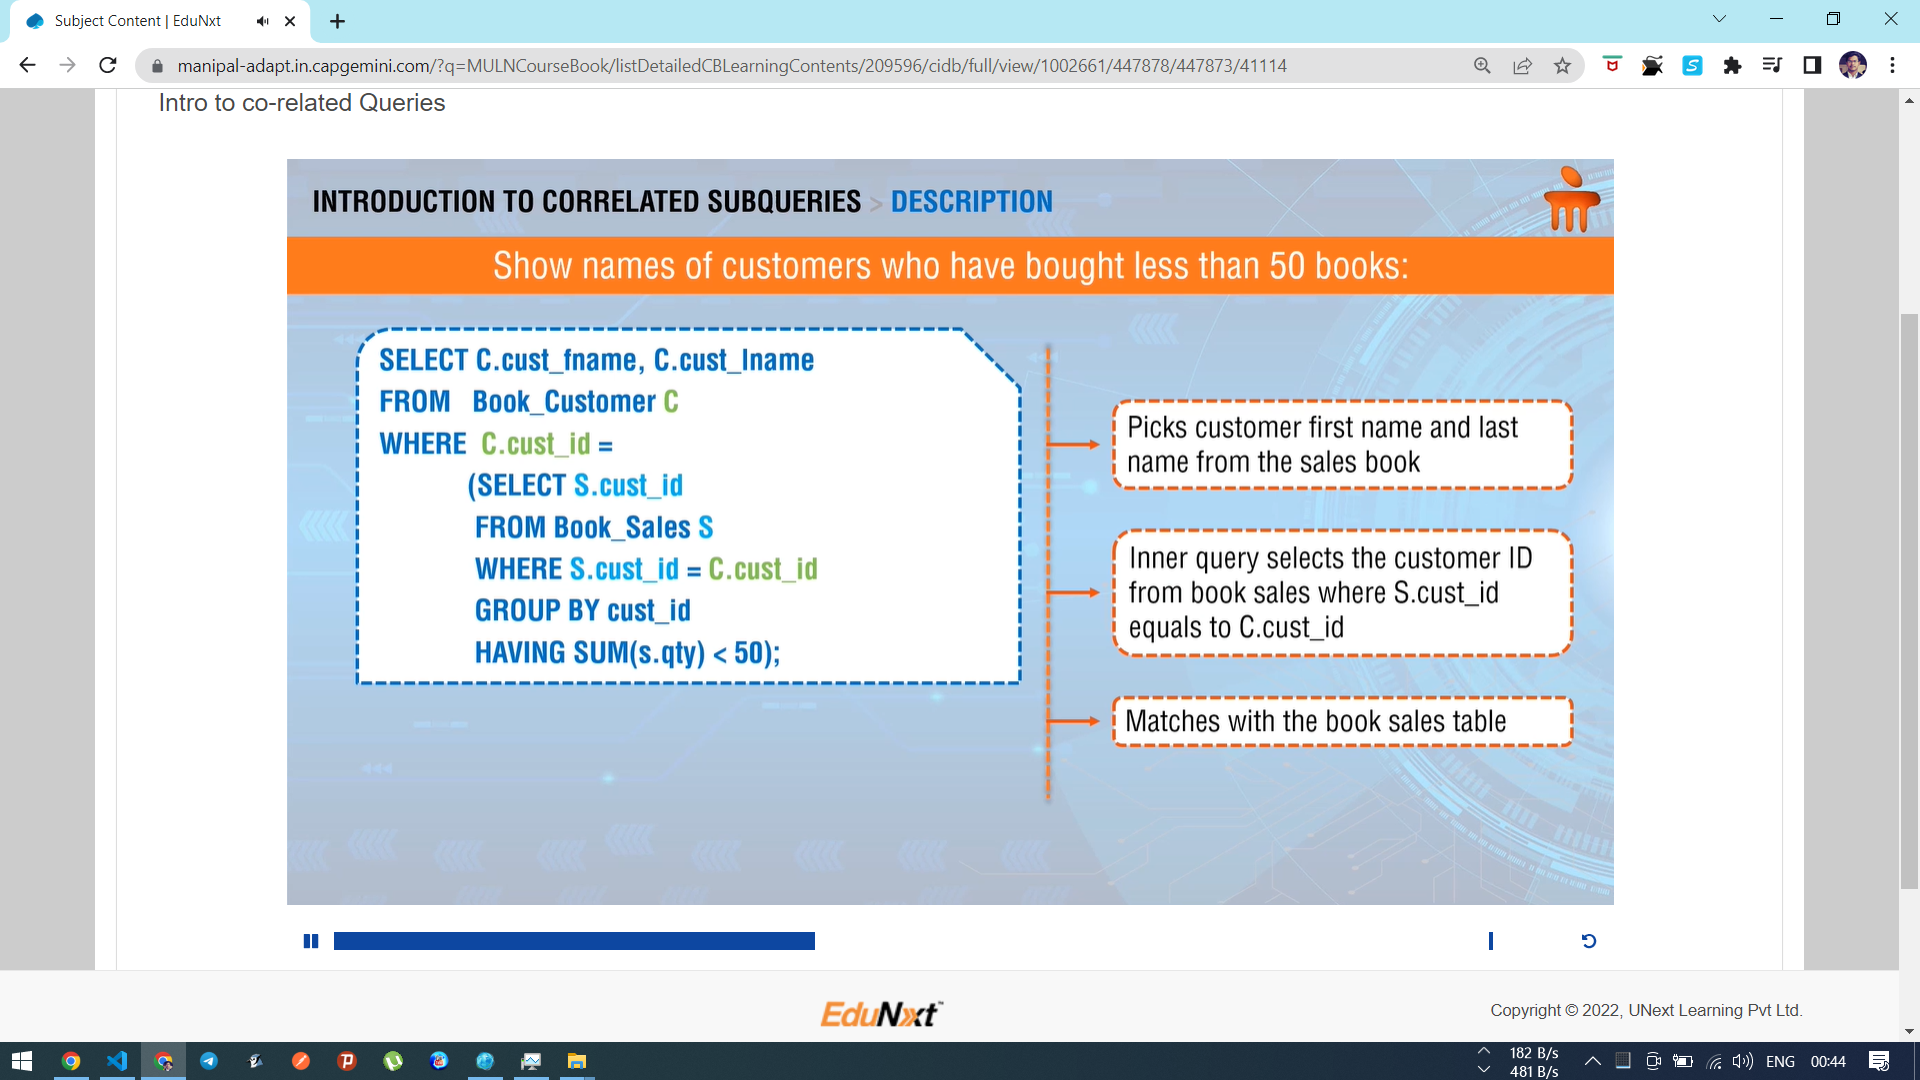 Subject Content | EduNxt
manipal-adapt.in.capgemini.com/?q=MULNCourseBook/listDetailedCBLearningContents/209596/cidb/full/view/1002661/447878/447873/41114
Intro to co-related Queries
INTRODUCTION TO CORRELATED SUBQUERIES > DESCRIPTION
Show names of customers who have bought less than 50 books:
SELECT C.cust_fname, C.cust_lname
FROM Book_Customer C
WHERE C.cust_id =
(SELECT S.cust_id
FROM Book_Sales S
WHERE S.cust_id = C.cust_id
GROUP BY cust_id
HAVING SUM(s.qty) < 50);
Picks customer first name and last
name from the sales book
Inner query selects the customer ID
from book sales where S.cust_id
equals to C.cust_id
Matches with the book sales table
EduNxt™
Copyright © 2022, UNext Learning Pvt Ltd.
182 B/s
481 B/s
ENG
00:44